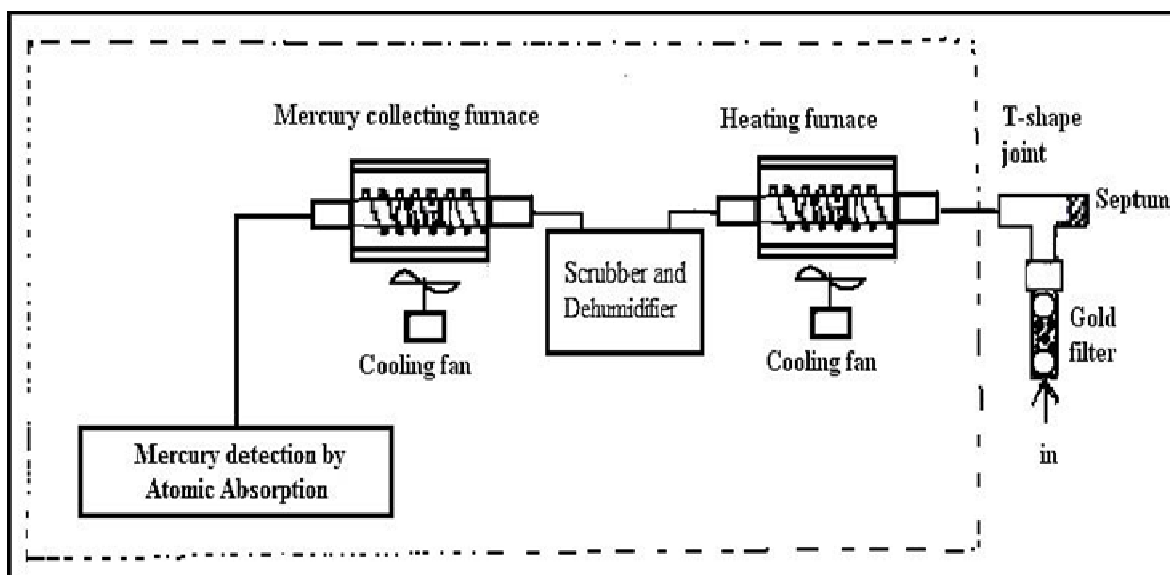 Mercury collecting furnace
Heating furnace
T-shape
joint
Septum
Scrubber and
Dehumidifier
Gold
filter
Cooling fan
Cooling fan
in
Mercury detection by
Atomic Absorption